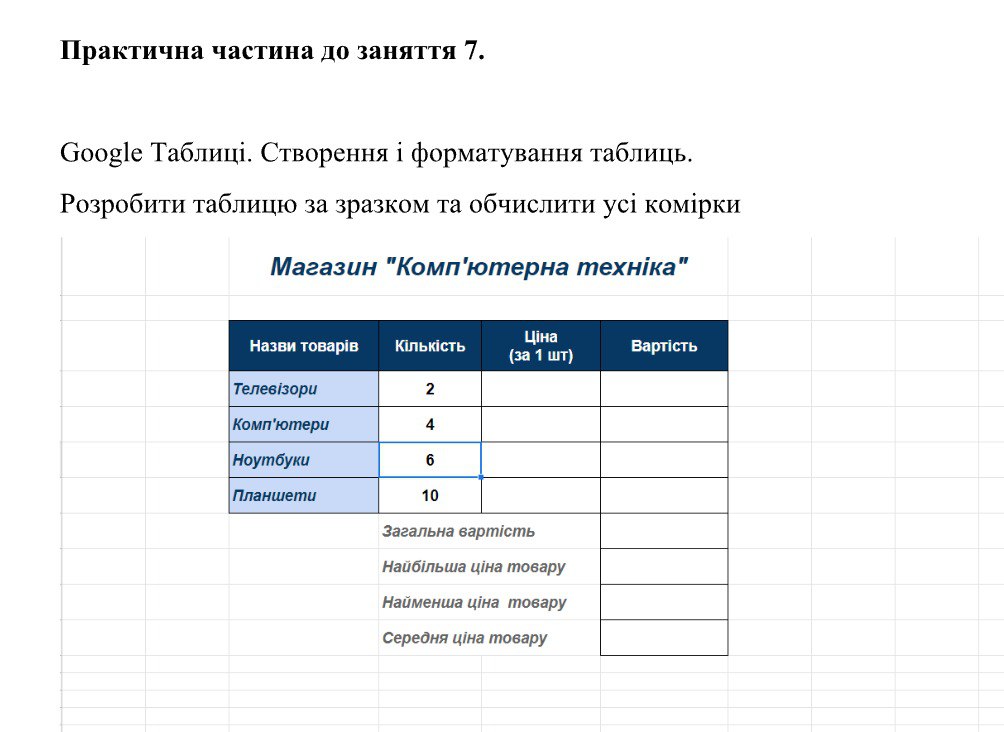 Практична частина до заняття 7.
Google Таблиці. Створення і форматування таблиць.
Розробити таблицю за зразком та обчислити усі комірки
Магазин "Комп'ютерна техніка"
Назви товарів Кількість Ціна (за 1 шт) Вартість
Телевізори 2
Комп'ютери 4
Ноутбуки 6
Планшети 10
Загальна вартість
Найбільша ціна товару
Найменша ціна товару
Середня ціна товару